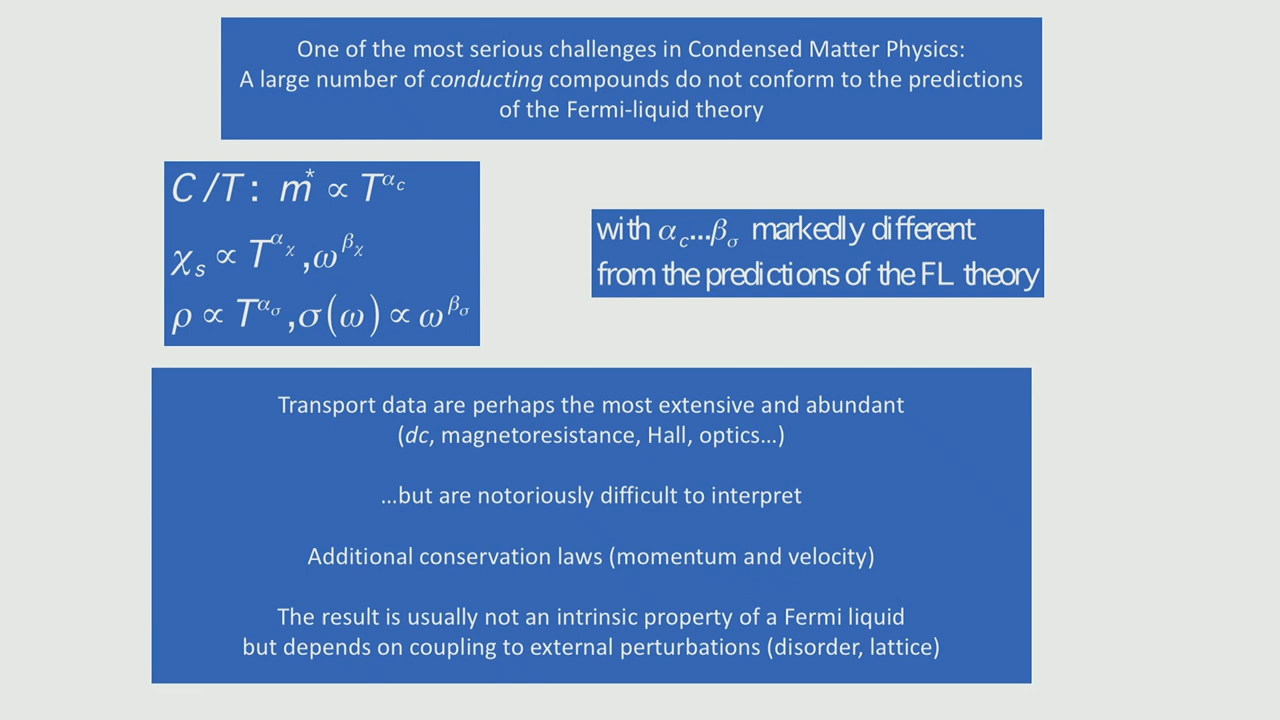 One of the most serious challenges in Condensed Matter Physics:
A large number of conducting compounds do not conform to the predictions
of the Fermi-liquid theory
C/T: m* ∝ T^{α_c}
χ_s ∝ T^{α_χ}, ω^{β_χ}
ρ ∝ T^{α_σ}, σ(ω) ∝ ω^{β_σ}
with α_c...β_σ markedly different
from the predictions of the FL theory
Transport data are perhaps the most extensive and abundant
(dc, magnetoresistance, Hall, optics...)
...but are notoriously difficult to interpret
Additional conservation laws (momentum and velocity)
The result is usually not an intrinsic property of a Fermi liquid
but depends on coupling to external perturbations (disorder, lattice)